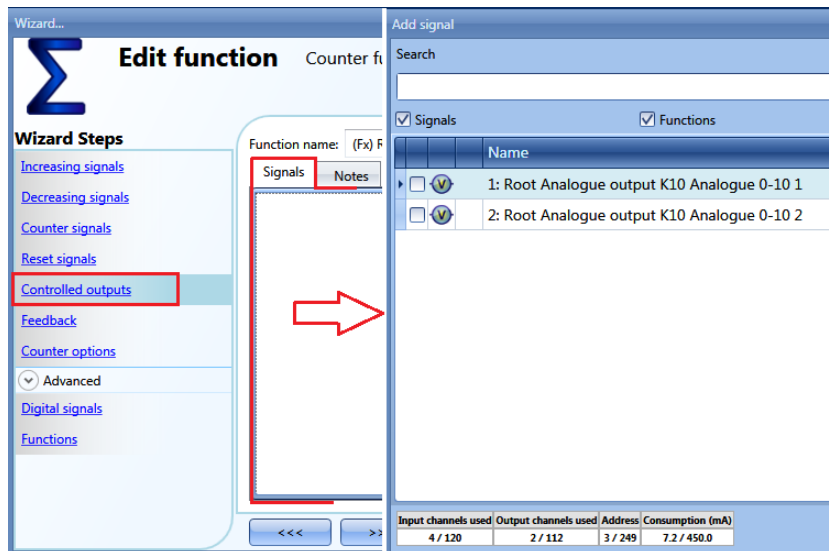 Wizard...
Edit function Counter fu
Wizard Steps
Increasing signals
Decreasing signals
Counter signals
Reset signals
Controlled outputs
Feedback
Counter options
Advanced
Digital signals
Functions
Function name: (Fx) R
Signals Notes
<<< >>
Add signal
Search
Signals Functions
Name
1: Root Analogue output K10 Analogue 0-10 1
2: Root Analogue output K10 Analogue 0-10 2
Input channels used Output channels used Address Consumption (mA)
4 / 120 2 / 112 3 / 249 7.2 / 450.0